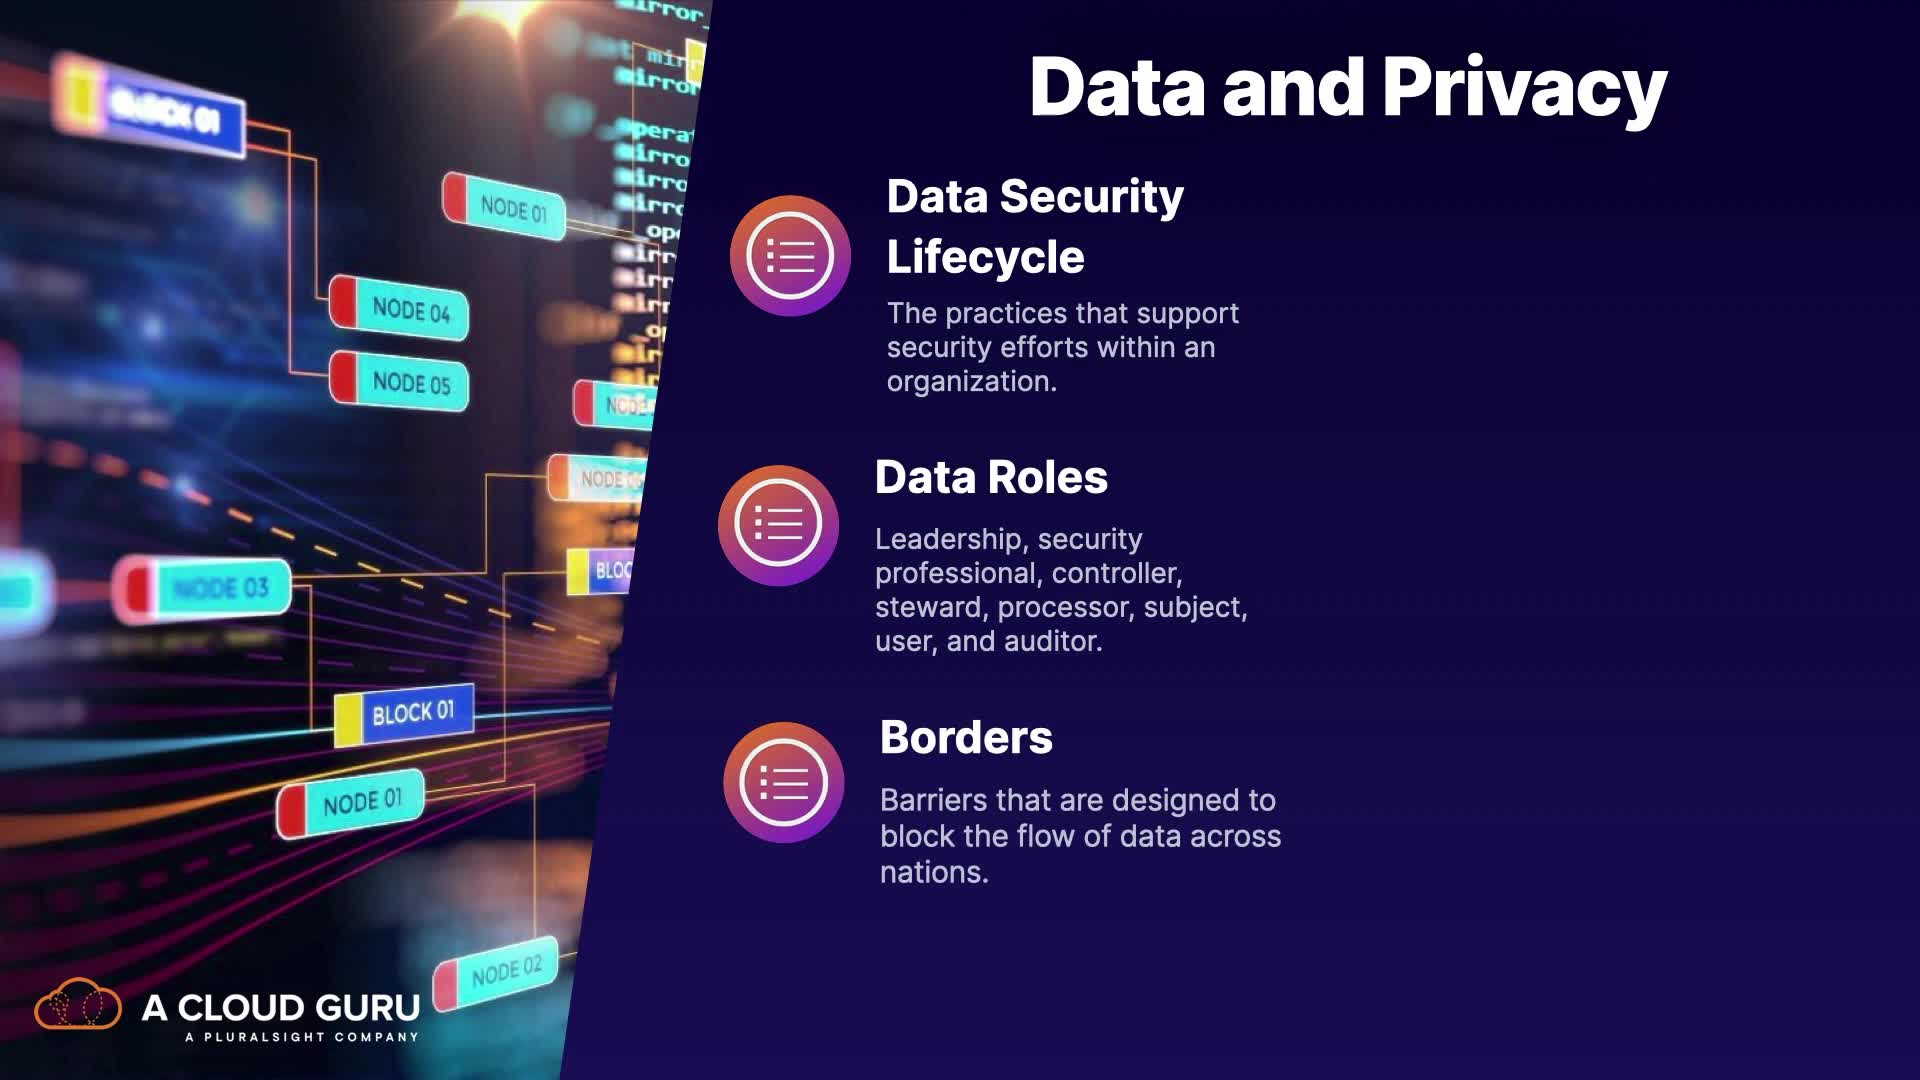 Data and Privacy
Data Security
Lifecycle
The practices that support
security efforts within an
organization.
Data Roles
Leadership, security
professional, controller,
steward, processor, subject,
user, and auditor.
Borders
Barriers that are designed to
block the flow of data across
nations.
BLOCK 01
NODE 01
NODE 04
NODE 05
NODE 03
BLOCK 01
NODE 01
NODE 02
A CLOUD GURU
A PLURALSIGHT COMPANY